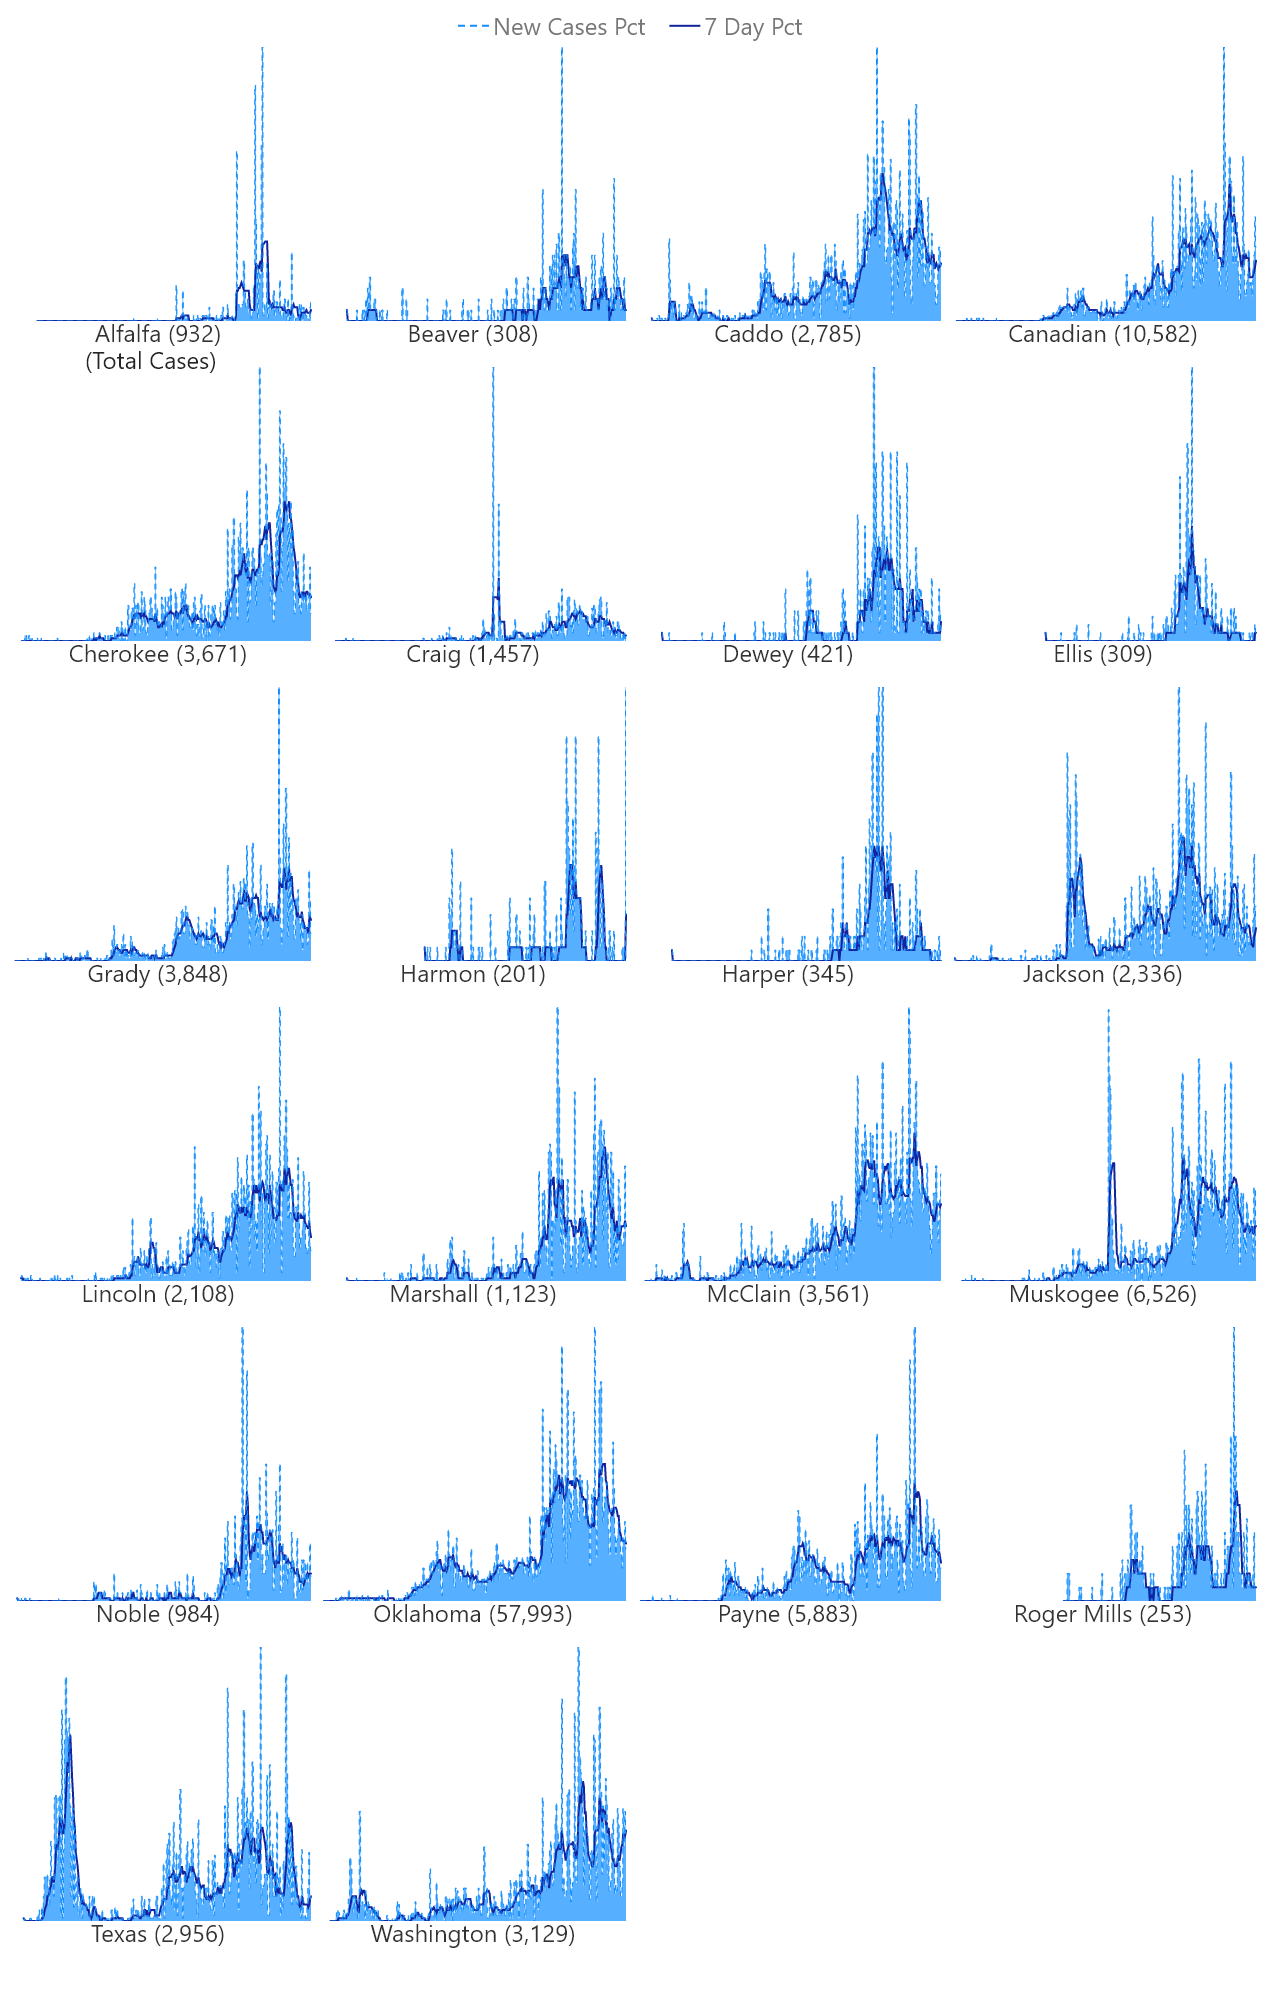 New Cases Pct 7 Day Pct
Alfalfa (932) Beaver (308) Caddo (2,785) Canadian (10,582)
(Total Cases)
Cherokee (3,671) Craig (1,457) Dewey (421) Ellis (309)
Grady (3,848) Harmon (201) Harper (345) Jackson (2,336)
Lincoln (2,108) Marshall (1,123) McClain (3,561) Muskogee (6,526)
Noble (984) Oklahoma (57,993) Payne (5,883) Roger Mills (253)
Texas (2,956) Washington (3,129)